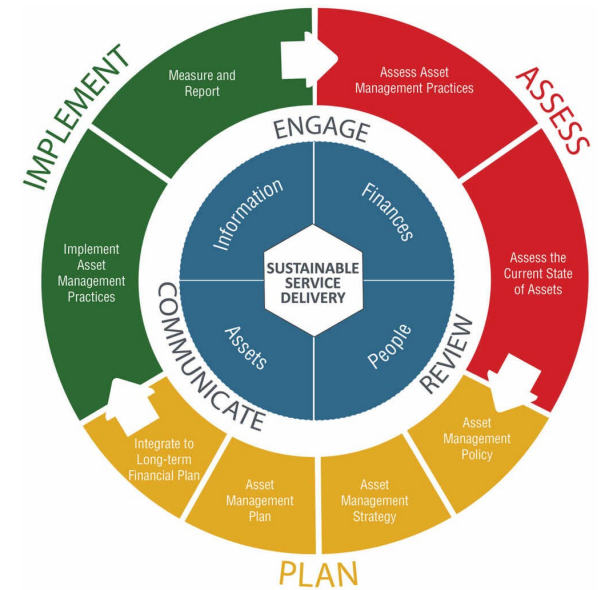 IMPLEMENT
ASSESS
PLAN
Measure and
Report
Assess Asset
Management Practices
Assess the
Current State
of Assets
Asset
Management
Policy
Asset
Management
Strategy
Asset
Management
Plan
Integrate to
Long-term
Financial Plan
Implement
Asset
Management
Practices
ENGAGE
REVIEW
COMMUNICATE
Information
Finances
People
Assets
SUSTAINABLE
SERVICE
DELIVERY